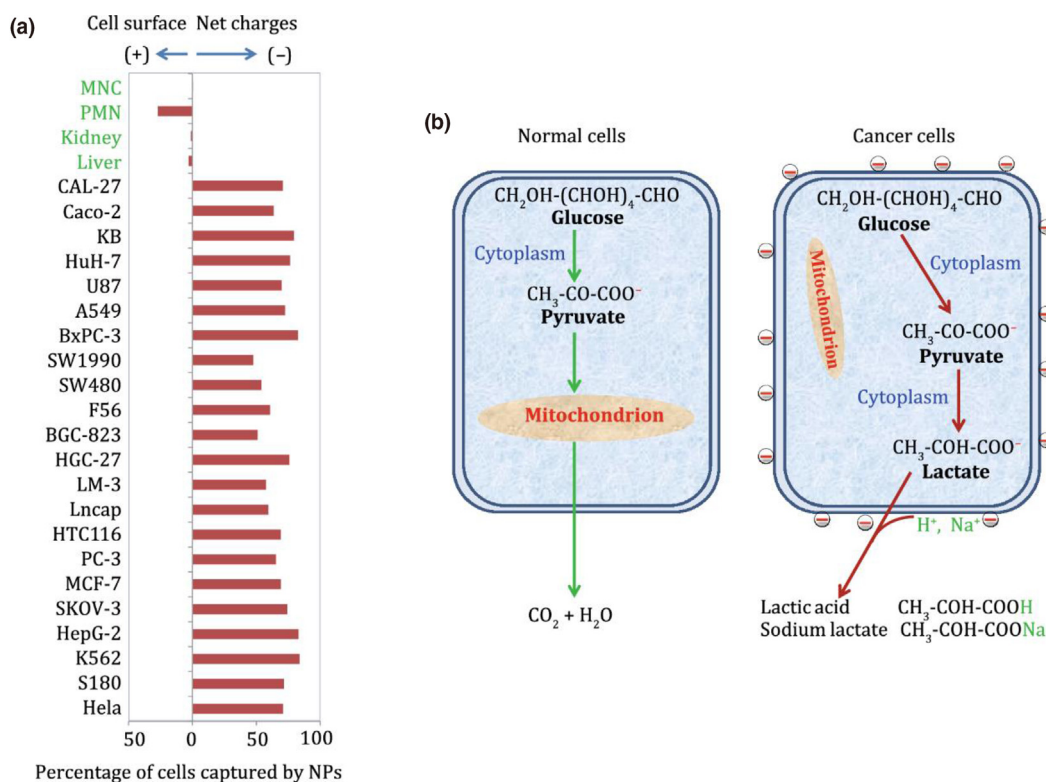 (a)
Cell surface Net charges
(+) (−)
MNC
PMN
Kidney
Liver
CAL-27
Caco-2
KB
HuH-7
U87
A549
BxPC-3
SW1990
SW480
F56
BGC-823
HGC-27
LM-3
Lncap
HTC116
PC-3
MCF-7
SKOV-3
HepG-2
K562
S180
Hela
50 0 50 100
Percentage of cells captured by NPs
(b)
Normal cells
CH₂OH-(CHOH)₄-CHO
Glucose
Cytoplasm
CH₃-CO-COO⁻
Pyruvate
Mitochondrion
CO₂ + H₂O
Cancer cells
CH₂OH-(CHOH)₄-CHO
Glucose
Mitochondrion
Cytoplasm
CH₃-CO-COO⁻
Pyruvate
Cytoplasm
CH₃-COH-COO⁻
Lactate
H⁺, Na⁺
Lactic acid CH₃-COH-COOH
Sodium lactate CH₃-COH-COONa